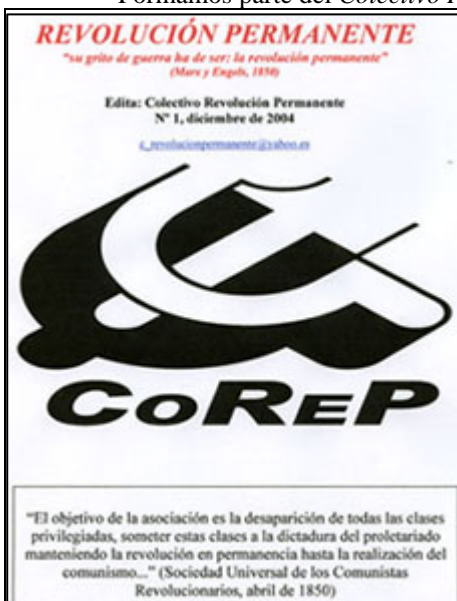 Formamos parte del Colectivo
REVOLUCIÓN PERMANENTE
"su grito de guerra ha de ser: la revolución permanente"
(Marx y Engels, 1850)
Edita: Colectivo Revolución Permanente
Nº 1, diciembre de 2004
c_revolucionpermanente@yahoo.es
CoReP
"El objetivo de la asociación es la desaparición de todas las clases
privilegiadas, someter estas clases a la dictadura del proletariado
manteniendo la revolución en permanencia hasta la realización del
comunismo..." (Sociedad Universal de los Comunistas
Revolucionarios, abril de 1850)